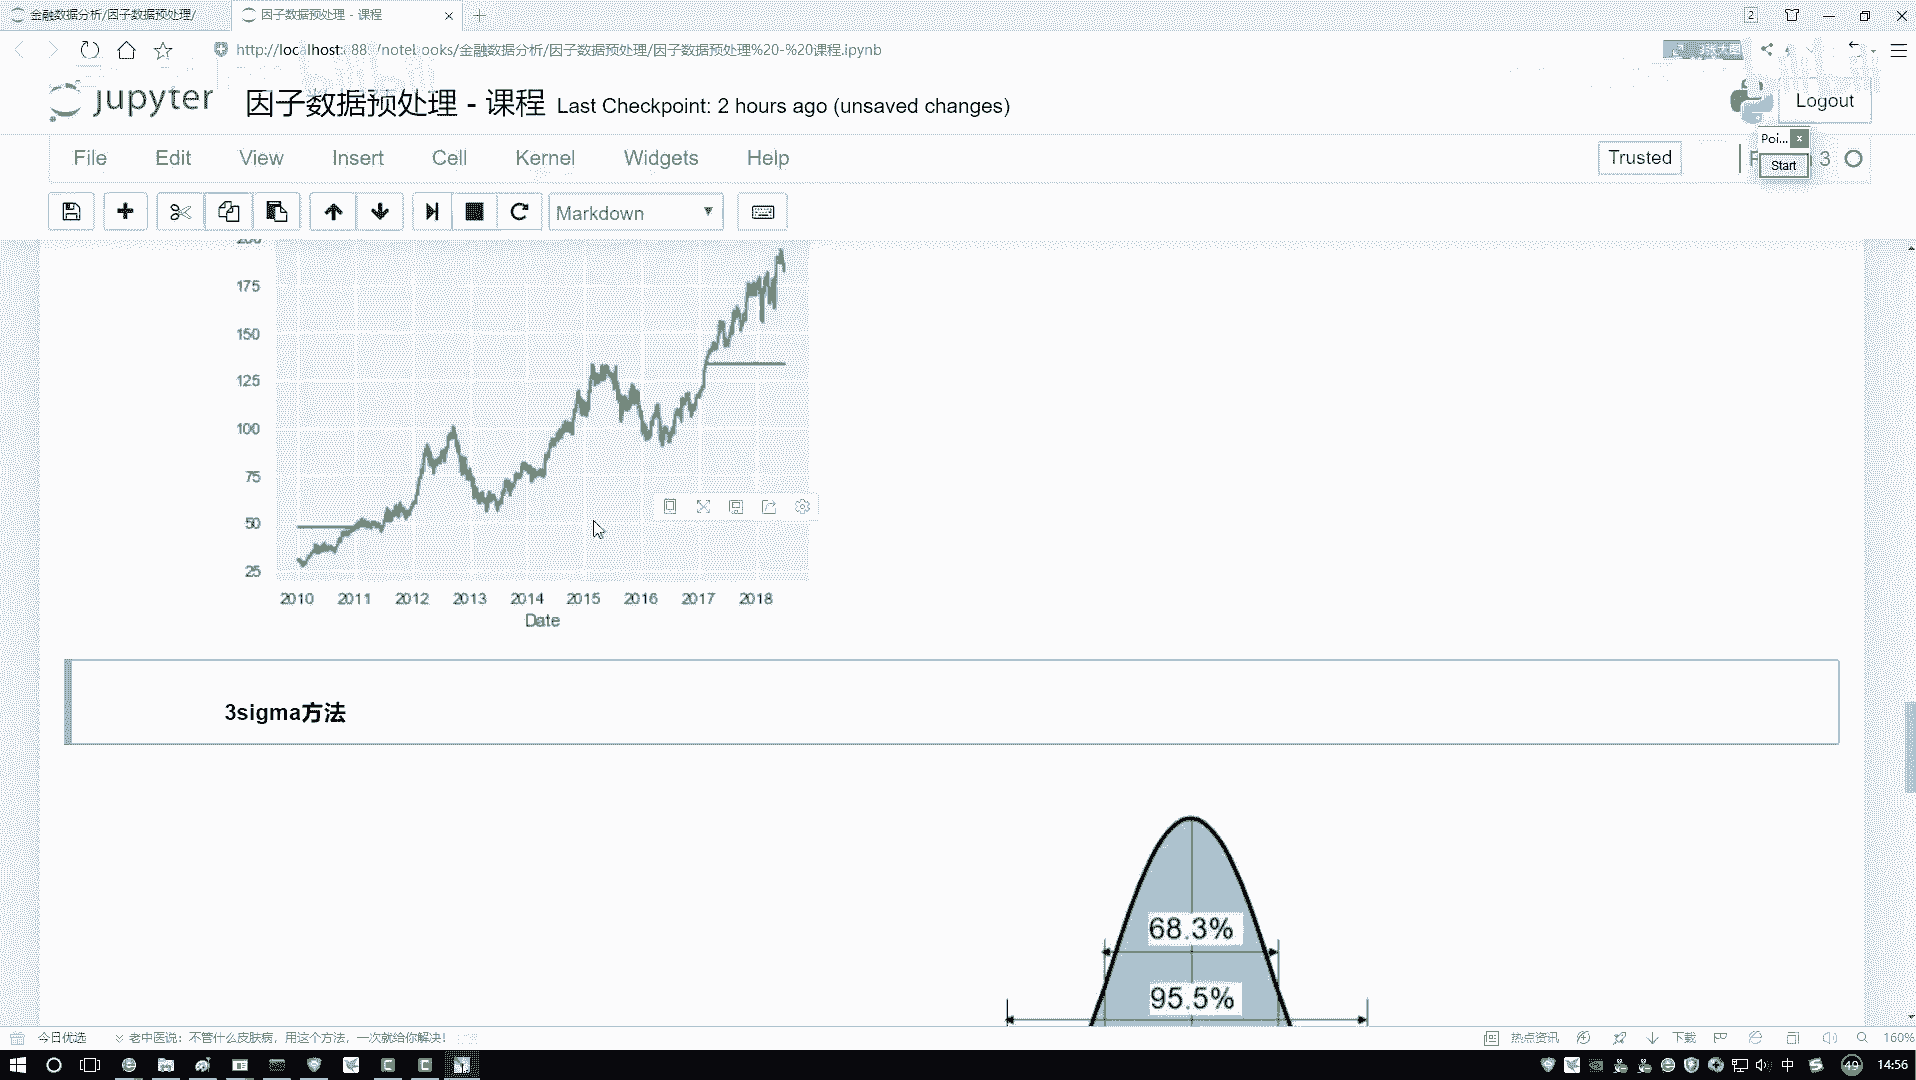 金融数据分析/因子数据预处理/
因子数据预处理 - 课程
2
/notebooks/金融数据分析/因子数据预处理/因子数据预处理%20-%20课程.ipynb
jupyter
因子数据预处理 - 课程 Last Checkpoint: 2 hours ago (unsaved changes)
Logout
Poi...
Start
File Edit View Insert Cell Kernel Widgets Help
Trusted
3
Markdown
200
175
150
125
100
75
50
25
2010 2011 2012 2013 2014 2015 2016 2017 2018
Date
3sigma方法
68.3%
95.5%
今日优选
老中医说：不管什么皮肤病，用这个方法，一次就给你解决！
热点资讯
下载
160%
中
49
14:56